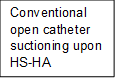 Conventional
open catheter
suctioning upon
HS-HA